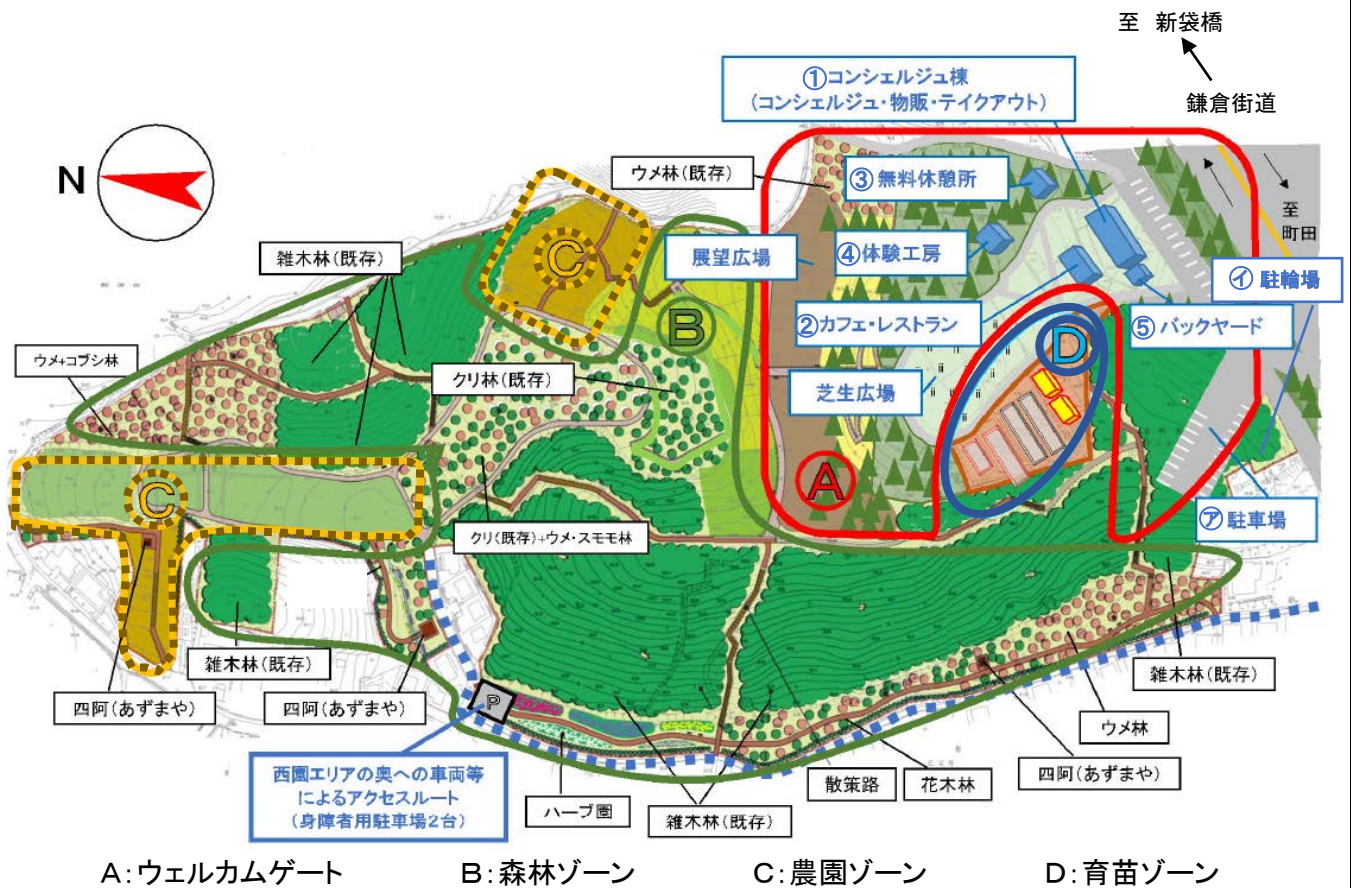 至 新袋橋
鎌倉街道
①コンシェルジュ棟
(コンシェルジュ・物販・テイクアウト)
N
ウメ林(既存)
③無料休憩所
至
町田
雑木林(既存)
C
展望広場
④体験工房
㋑ 駐輪場
B
②カフェ・レストラン
⑤バックヤード
D
ウメ+コブシ林
クリ林(既存)
芝生広場
A
C
㋐ 駐車場
クリ(既存)+ウメ・スモモ林
雑木林(既存)
雑木林(既存)
四阿(あずまや)
四阿(あずまや)
P
ウメ林
西園エリアの奥への車両等
によるアクセスルート
(身障者用駐車場2台)
四阿(あずまや)
散策路
花木林
ハーブ園
雑木林(既存)
A:ウェルカムゲート
B:森林ゾーン
C:農園ゾーン
D:育苗ゾーン